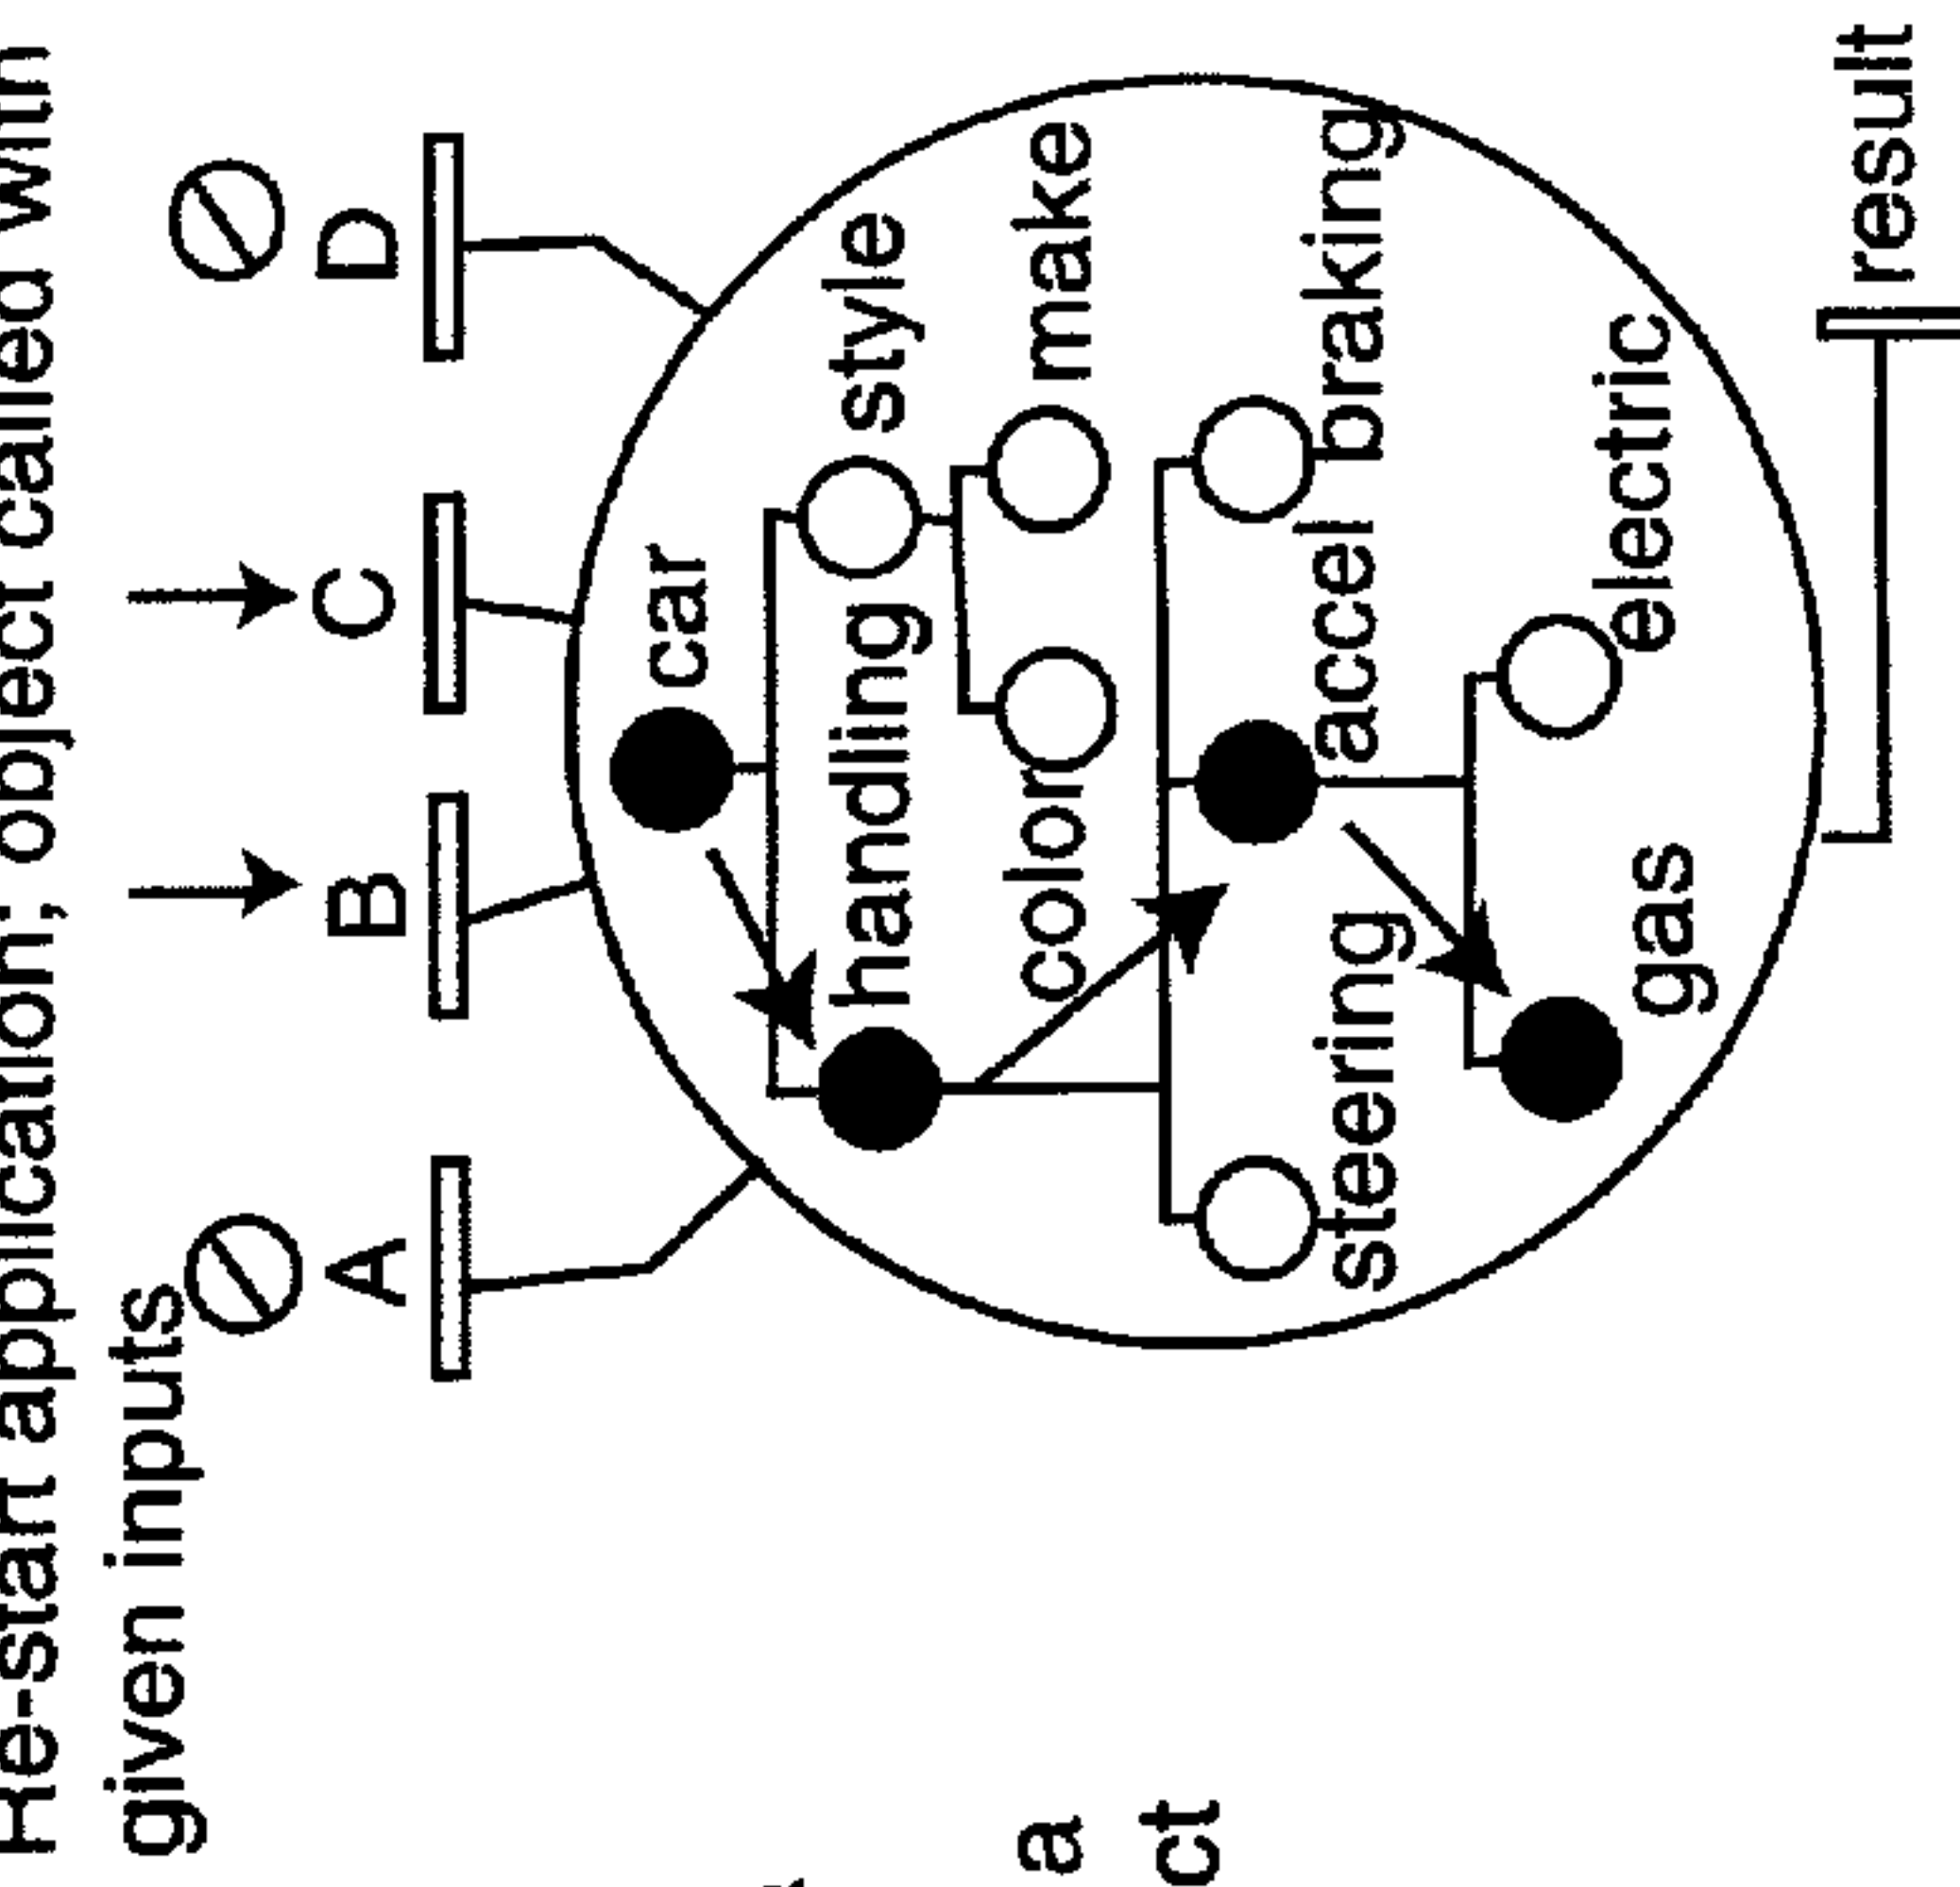 Re-start application; object called with
given inputs
A B C D
car
handling style
color make
steering accel braking
gas electric
result
a
ct